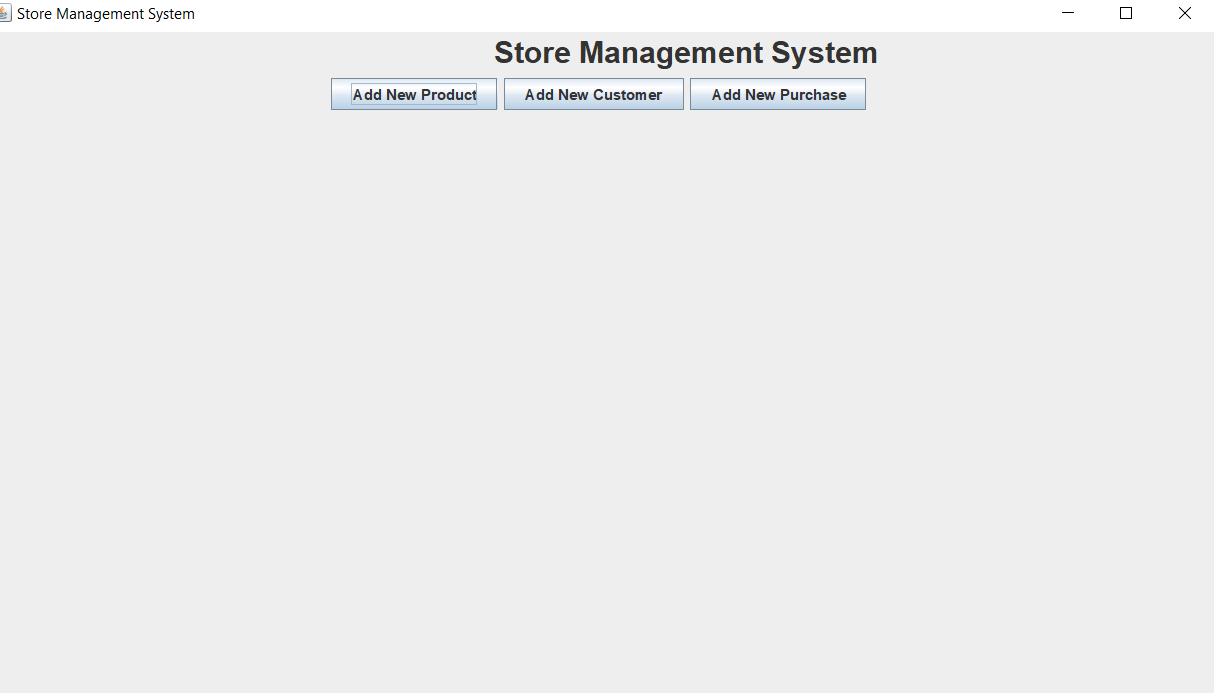 Store Management System
Store Management System
Add New Product Add New Customer Add New Purchase